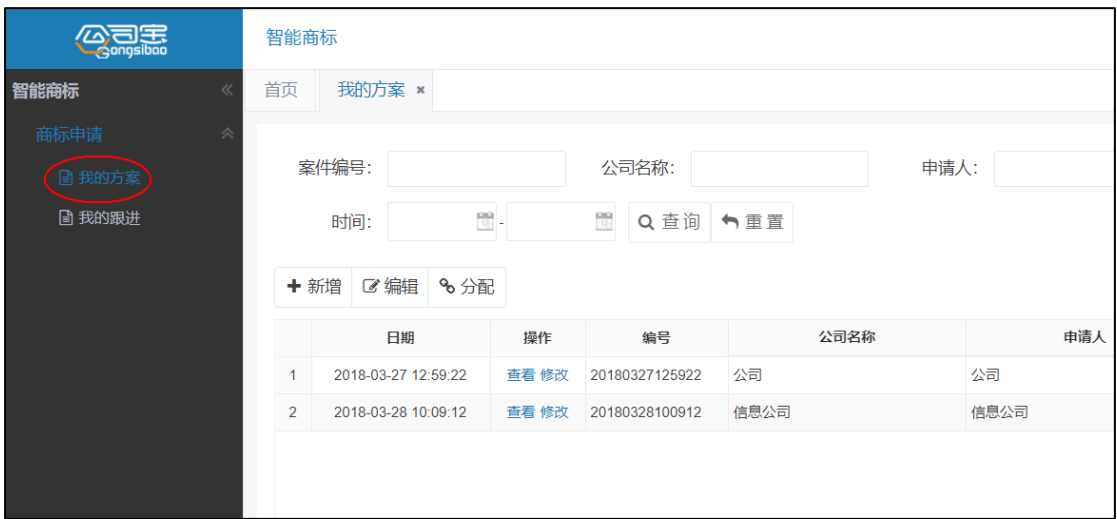 公司宝
Gongsibao
智能商标
智能商标
首页 我的方案 ×
商标申请
我的方案
我的跟进
案件编号： 公司名称： 申请人：
时间： - 查询 重置
新增 编辑 分配
日期 操作 编号 公司名称 申请人
1 2018-03-27 12:59:22 查看 修改 20180327125922 公司 公司
2 2018-03-28 10:09:12 查看 修改 20180328100912 信息公司 信息公司